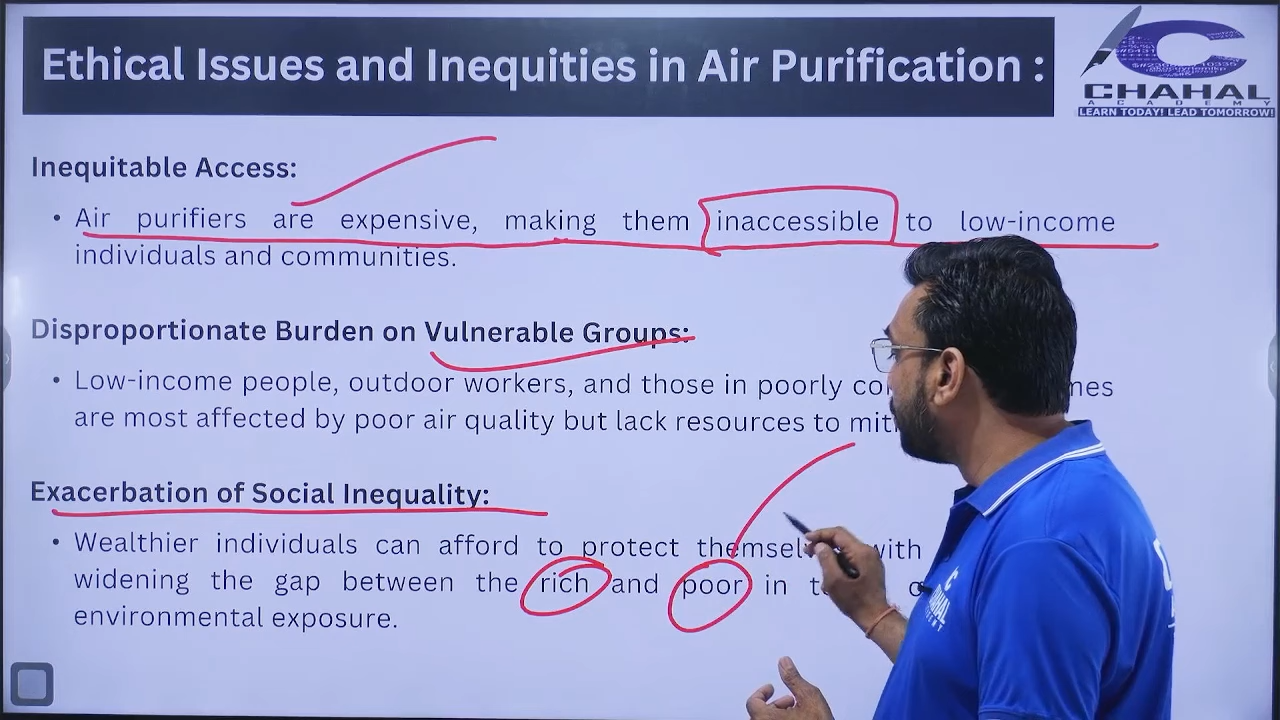 Ethical Issues and Inequities in Air Purification :
CHAHAL
ACADEMY
LEARN TODAY! LEAD TOMORROW!
Inequitable Access:
• Air purifiers are expensive, making them inaccessible to low-income
individuals and communities.
Disproportionate Burden on Vulnerable Groups:
• Low-income people, outdoor workers, and those in poorly
are most affected by poor air quality but lack resources to
Exacerbation of Social Inequality:
• Wealthier individuals can afford to protect with
widening the gap between the rich and poor in
environmental exposure.
CHAHAL